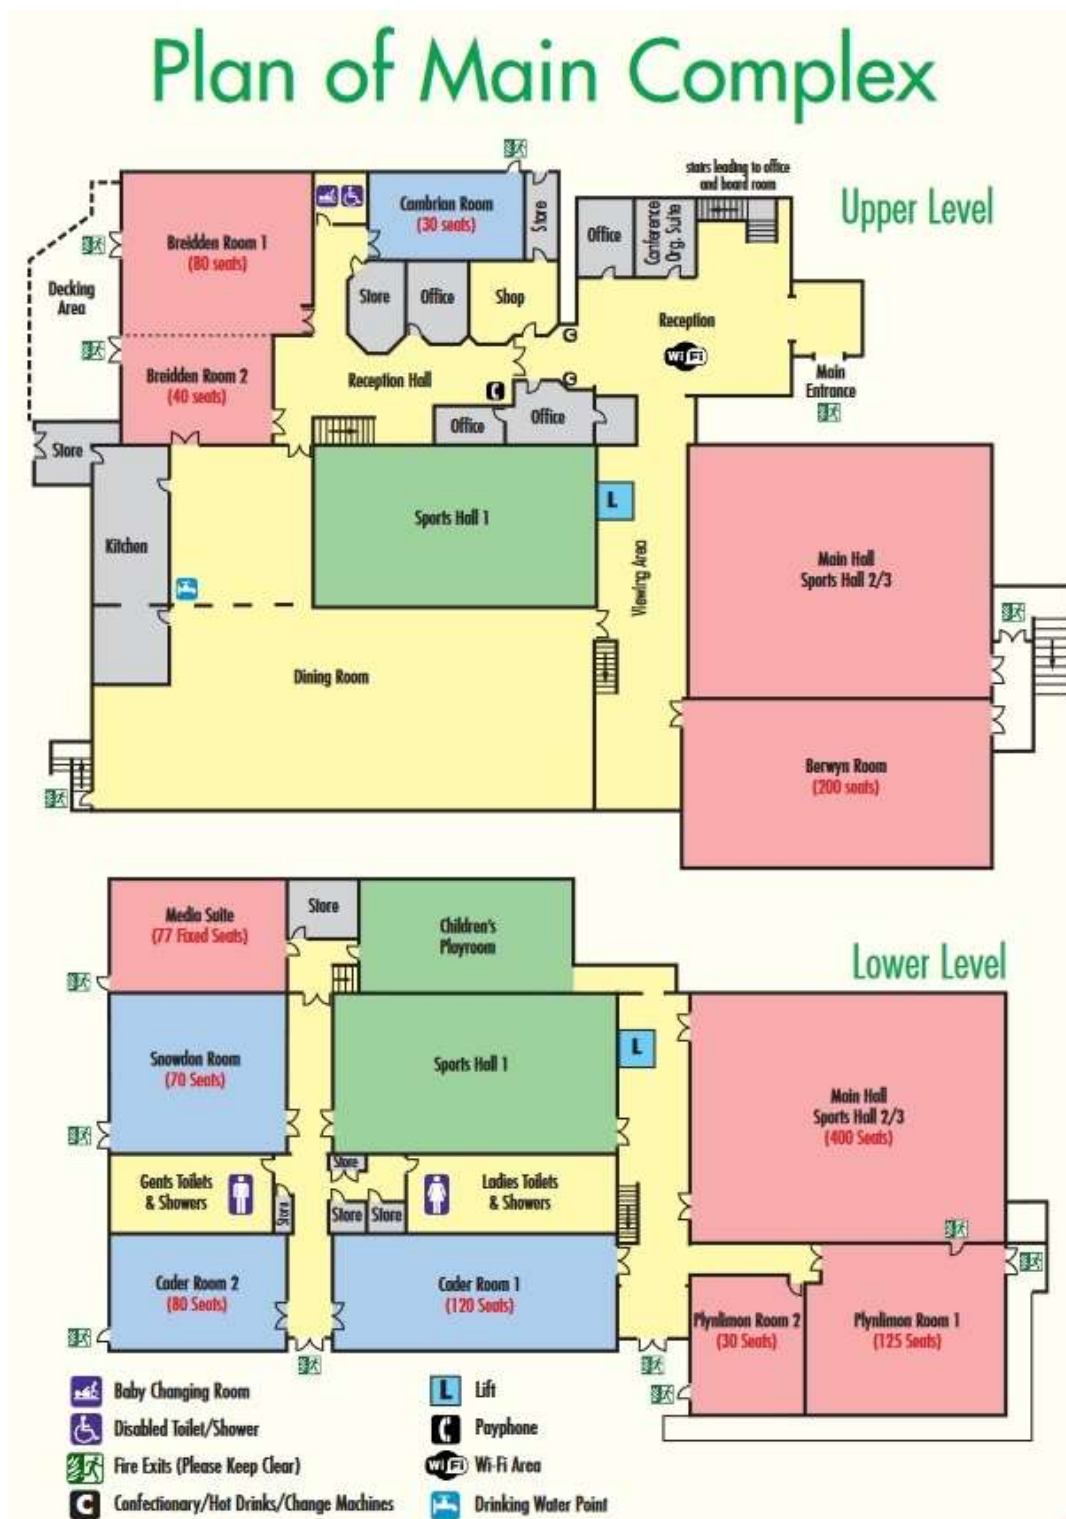 Plan of Main Complex
stairs leading to office
and board room
Upper Level
Cambrian Room
(30 seats)
Store
Office
Conference
Org. Suite
Breidden Room 1
(80 seats)
Decking
Area
Store
Office
Shop
Reception
WiFi
Breidden Room 2
(40 seats)
Reception Hall
Main
Entrance
C
C
Office
Office
Store
Sports Hall 1
L
Kitchen
Viewing Area
Main Hall
Sports Hall 2/3
Dining Room
Berwyn Room
(200 seats)
Media Suite
(77 Fixed Seats)
Store
Children's
Playroom
Lower Level
Snowdon Room
(70 Seats)
Sports Hall 1
L
Main Hall
Sports Hall 2/3
(400 Seats)
Gents Toilets
& Showers
Store
Store
Store
Store
Ladies Toilets
& Showers
Cader Room 2
(80 Seats)
Cader Room 1
(120 Seats)
Plynlimon Room 2
(30 Seats)
Plynlimon Room 1
(125 Seats)
Baby Changing Room
Disabled Toilet/Shower
Fire Exits (Please Keep Clear)
C Confectionary/Hot Drinks/Change Machines
L Lift
Payphone
WiFi Wi-Fi Area
Drinking Water Point